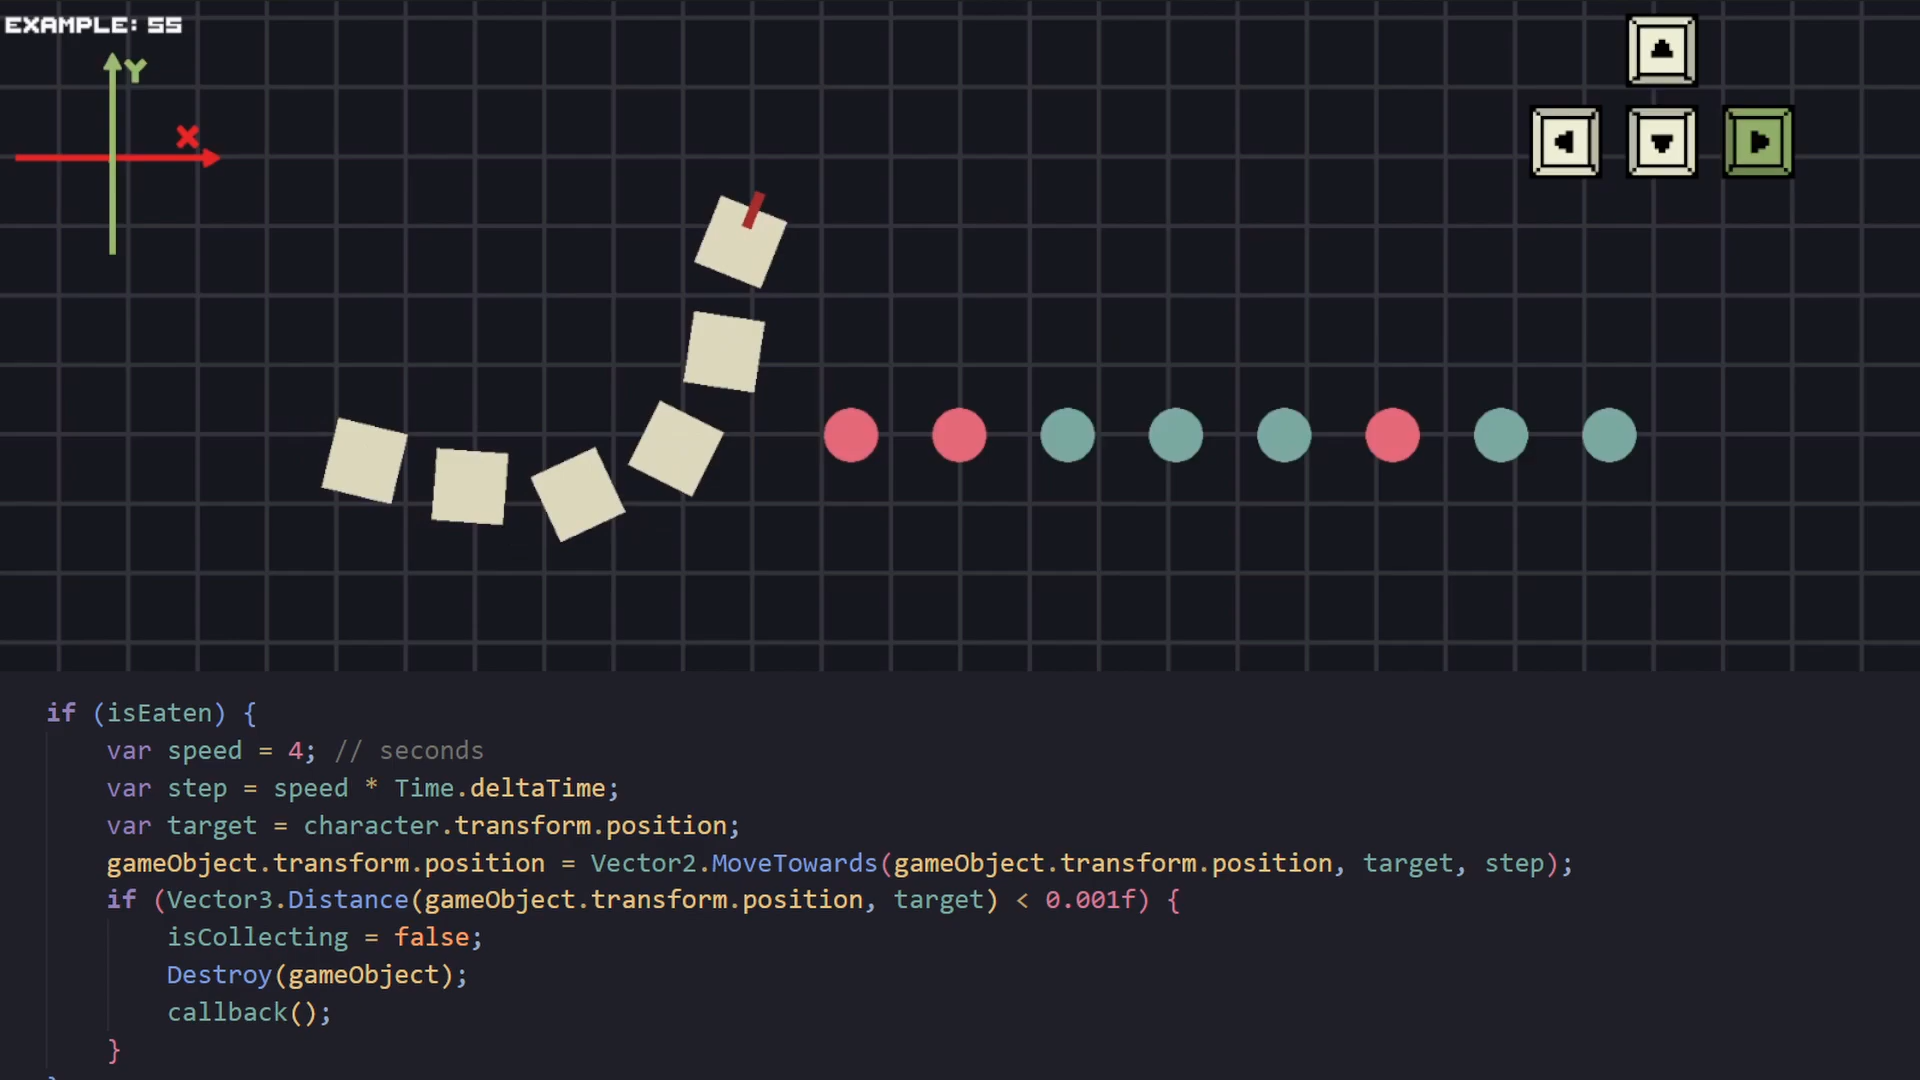 EXAMPLE: 55
Y
X
if (isEaten) {
var speed = 4; // seconds
var step = speed * Time.deltaTime;
var target = character.transform.position;
gameObject.transform.position = Vector2.MoveTowards(gameObject.transform.position, target, step);
if (Vector3.Distance(gameObject.transform.position, target) < 0.001f) {
isCollecting = false;
Destroy(gameObject);
callback();
}